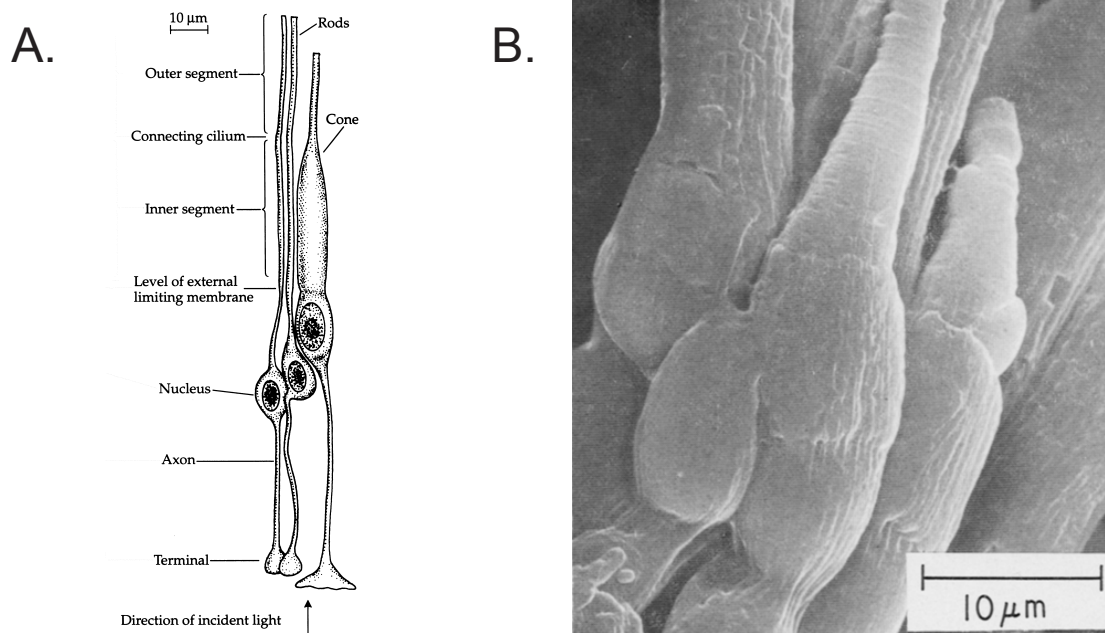 A.
10 µm
Rods
Outer segment
Cone
Connecting cilium
Inner segment
Level of external
limiting membrane
Nucleus
Axon
Terminal
Direction of incident light
B.
10 µm